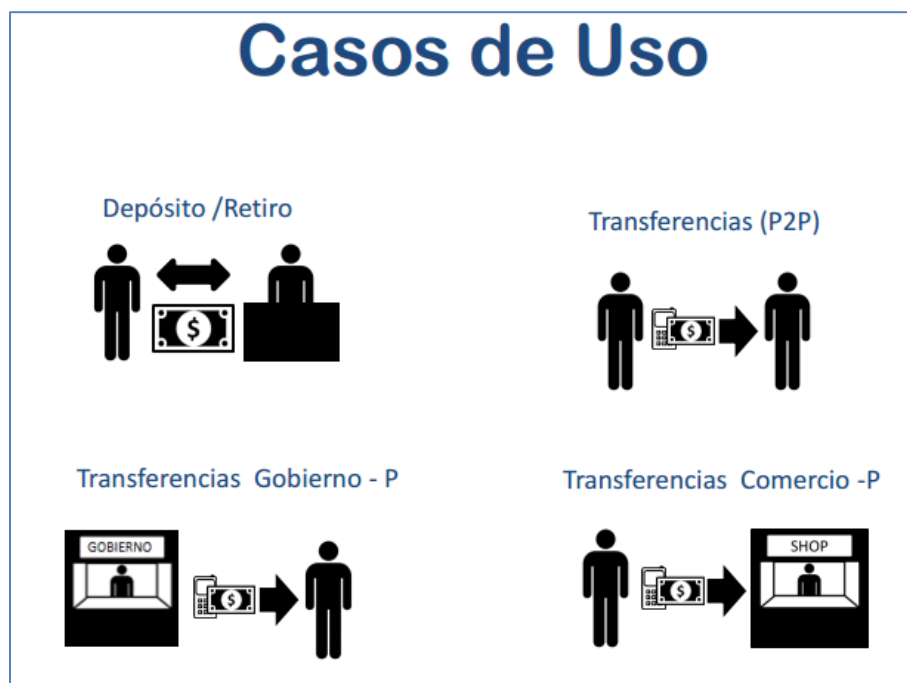 Casos de Uso
Depósito /Retiro
Transferencias (P2P)
$
$
Transferencias Gobierno - P
Transferencias Comercio -P
GOBIERNO
SHOP
$
$